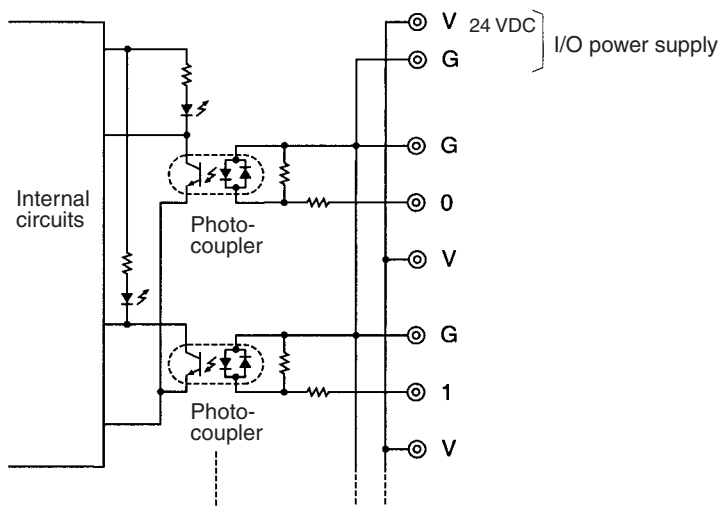 V 24 VDC
I/O power supply
G
G
Internal
circuits
0
Photo-
coupler
V
G
1
Photo-
coupler
V